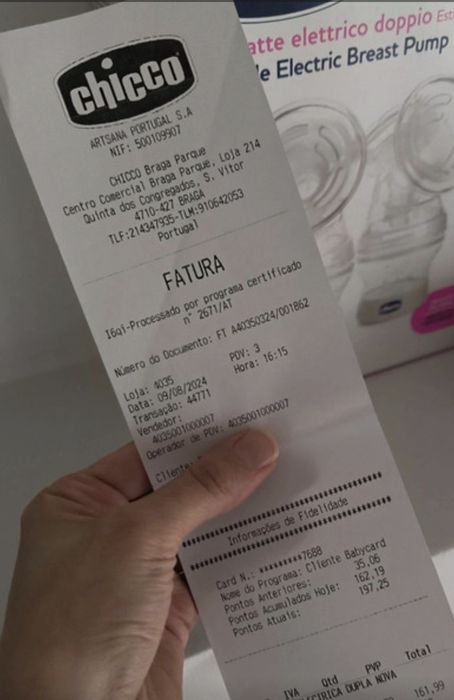 chicco
ARTSANA PORTUGAL S.A
NIF: 500109907
CHICCO Braga Parque
Centro Comercial Braga Parque, Loja 214
Quinta dos Congregados, S. Vitor
4710-427 BRAGA
TLF:214347935-TLM:910642053
Portugal
FATURA
I6qi-Processado por programa certificado
n° 2671/AT
Número do Documento: FT A40350324/001862
Loja: 4035 PDV: 3
Data: 09/08/2024 Hora: 16:15
Transação: 44771
Vendedor:
4035001000007
Operador de PDV: 4035001000007
Cliente:
Informações de Fidelidade
Card N.: ********7688
Nome do Programa: Cliente Babycard
Pontos Anteriores: 35,06
Pontos Acumulados Hoje: 162,19
Pontos Atuais: 197,25
IVA Qtd PVP Total
DUPLA NOVA
161,99
atte elettrico doppio
Electric Breast Pump